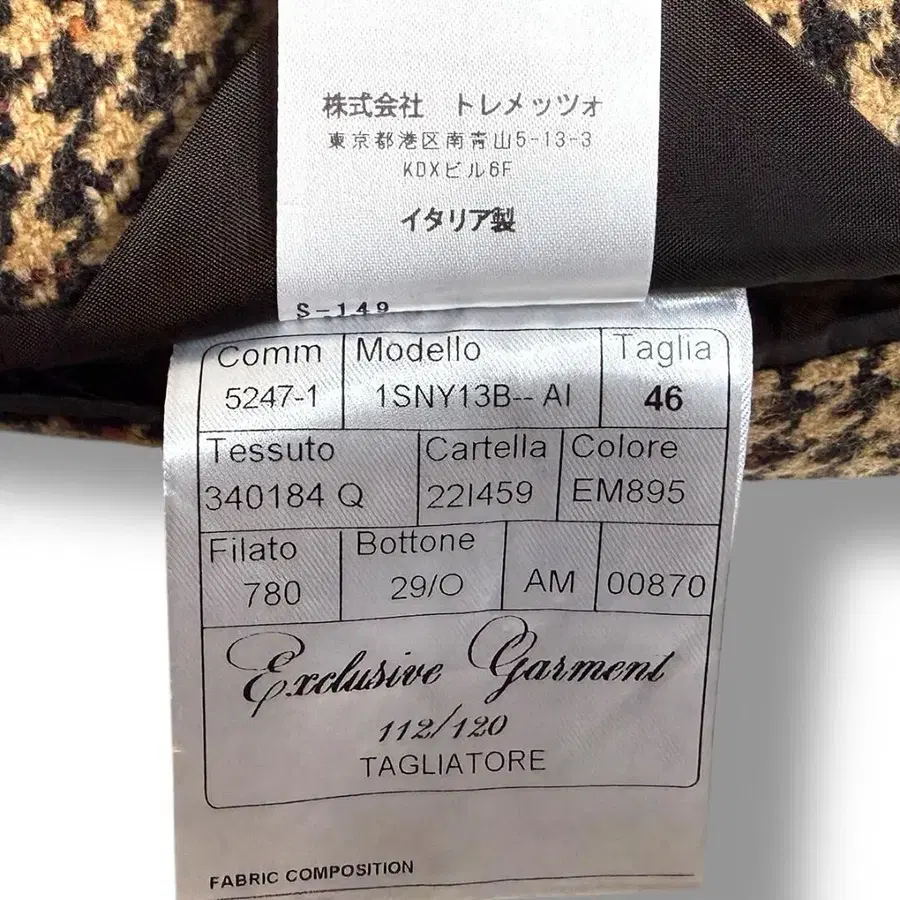 株式会社 トレメッツォ
東京都港区南青山5-13-3
KDXビル6F
イタリア製
S-149
Comm Modello Taglia
5247-1 1SNY13B-- AI 46
Tessuto Cartella Colore
340184 Q 22I459 EM895
Filato Bottone
780 29/O AM 00870
Exclusive Garment
112/120
TAGLIATORE
FABRIC COMPOSITION